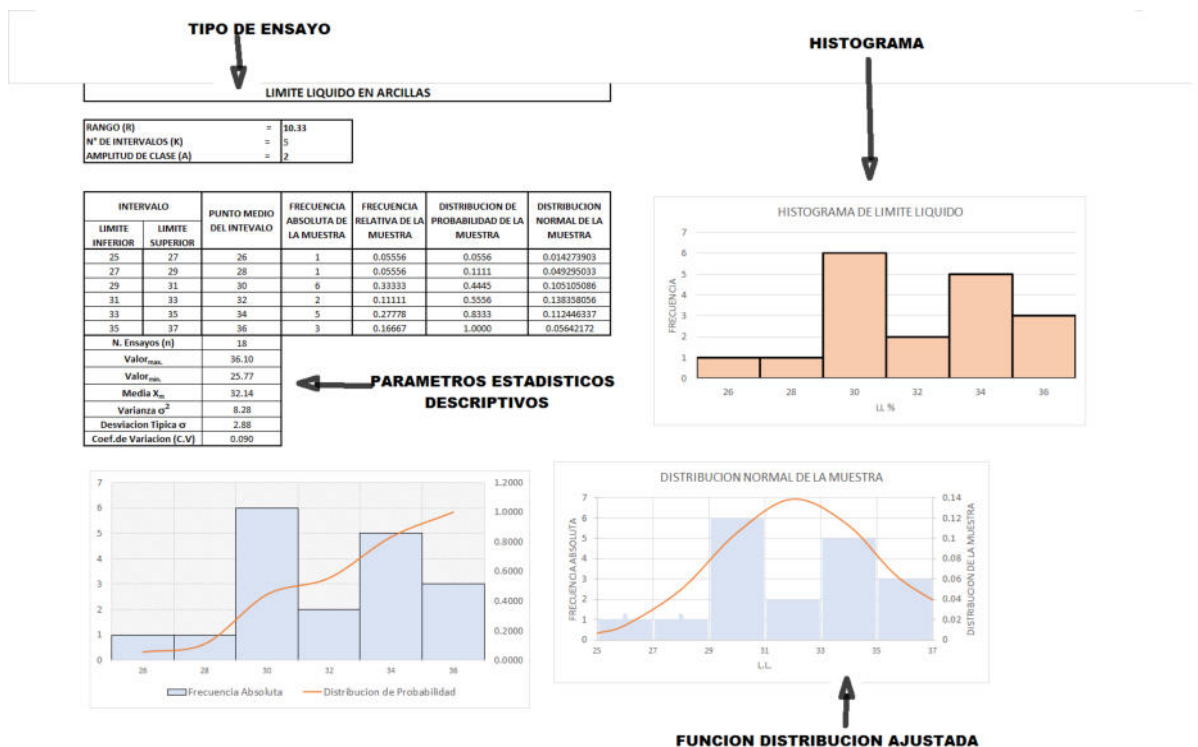 TIPO DE ENSAYO
HISTOGRAMA
LIMITE LIQUIDO EN ARCILLAS
RANGO (R) = 10.33
N° DE INTERVALOS (K) = 5
AMPLITUD DE CLASE (A) = 2
INTERVALO
PUNTO MEDIO
DEL INTEVALO
FRECUENCIA
ABSOLUTA DE
LA MUESTRA
FRECUENCIA
RELATIVA DE LA
MUESTRA
DISTRIBUCION DE
PROBABILIDAD DE LA
MUESTRA
DISTRIBUCION
NORMAL DE LA
MUESTRA
LIMITE
INFERIOR
LIMITE
SUPERIOR
25 27 26 1 0.05556 0.0556 0.014273903
27 29 28 1 0.05556 0.1111 0.049295033
29 31 30 6 0.33333 0.4445 0.105105086
31 33 32 2 0.11111 0.5556 0.138358056
33 35 34 5 0.27778 0.8333 0.112446337
35 37 36 3 0.16667 1.0000 0.05642172
N. Ensayos (n) 18
Valor max. 36.10
Valor min. 25.77
Media Xm 32.14
Varianza σ² 8.28
Desviacion Tipica σ 2.88
Coef.de Variacion (C.V) 0.090
PARAMETROS ESTADISTICOS
DESCRIPTIVOS
HISTOGRAMA DE LIMITE LIQUIDO
FRECUENCIA
7
6
5
4
3
2
1
0
26 28 30 32 34 36
LL %
7
6
5
4
3
2
1
0
1.2000
1.0000
0.8000
0.6000
0.4000
0.2000
0.0000
26 28 30 32 34 36
Frecuencia Absoluta Distribucion de Probabilidad
DISTRIBUCION NORMAL DE LA MUESTRA
FRECUENCIA ABSOLUTA
7
6
5
4
3
2
1
0
0.14
0.12
0.1
0.08
0.06
0.04
0.02
0
DISTRIBUCION DE LA MUESTRA
25 27 29 31 33 35 37
L.L.
FUNCION DISTRIBUCION AJUSTADA